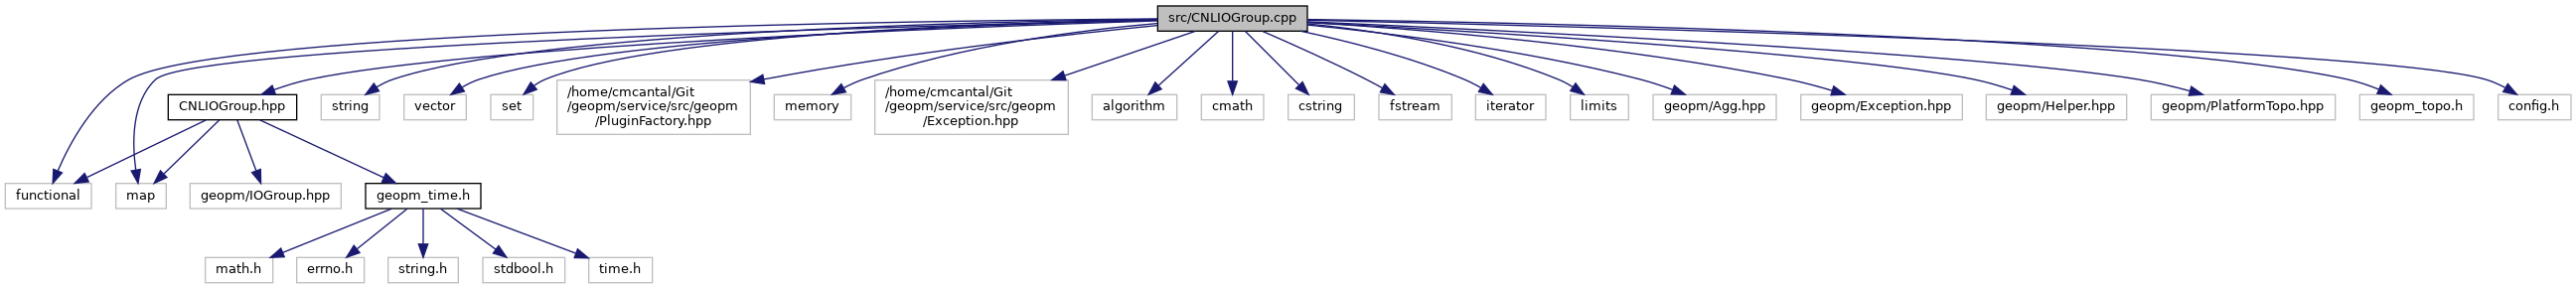 src/CNLIOGroup.cpp
/home/cmcantal/Git
/geopm/service/src/geopm
/PluginFactory.hpp
/home/cmcantal/Git
/geopm/service/src/geopm
/Exception.hpp
CNLIOGroup.hpp
string
vector
set
memory
algorithm
cmath
cstring
fstream
iterator
limits
geopm/Agg.hpp
geopm/Exception.hpp
geopm/Helper.hpp
geopm/PlatformTopo.hpp
geopm_topo.h
config.h
functional
map
geopm/IOGroup.hpp
geopm_time.h
math.h
errno.h
string.h
stdbool.h
time.h